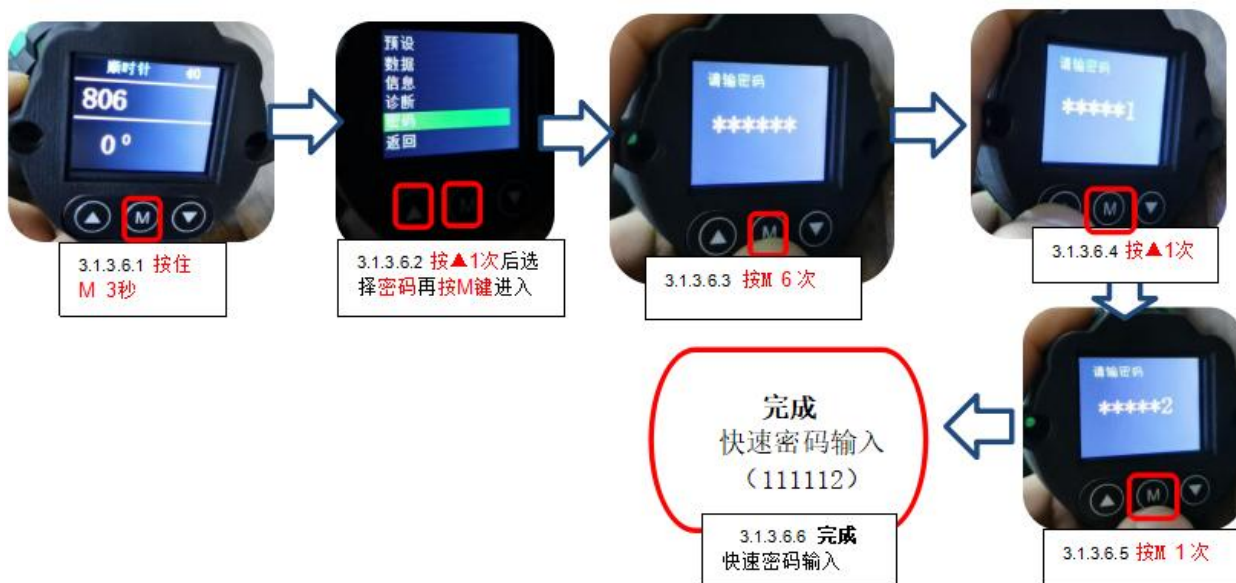 顺时针 60
806
0°
M
3.1.3.6.1 按住
M 3秒
预设
数据
信息
诊断
密码
返回
M
3.1.3.6.2 按▲1次后选
择密码再按M键进入
请输密码
******
M
3.1.3.6.3 按M 6 次
请输密码
*****1
M
3.1.3.6.4 按▲1次
请输密码
*****2
M
3.1.3.6.5 按M 1 次
完成
快速密码输入
（111112）
3.1.3.6.6 完成
快速密码输入